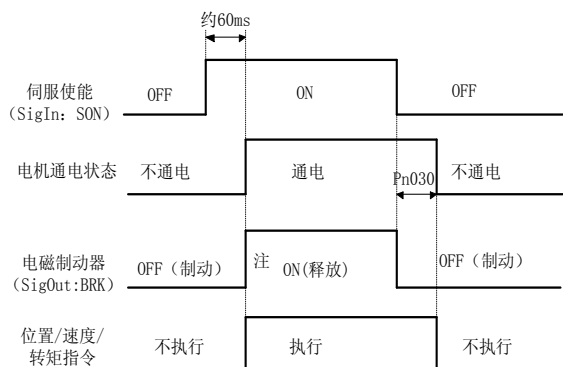 约60ms
伺服使能
（SigIn: SON）
OFF
ON
OFF
电机通电状态
不通电
通电
Pn030
不通电
电磁制动器
（SigOut:BRK）
OFF（制动）
注
ON(释放)
OFF（制动）
位置/速度/
转矩指令
不执行
执行
不执行